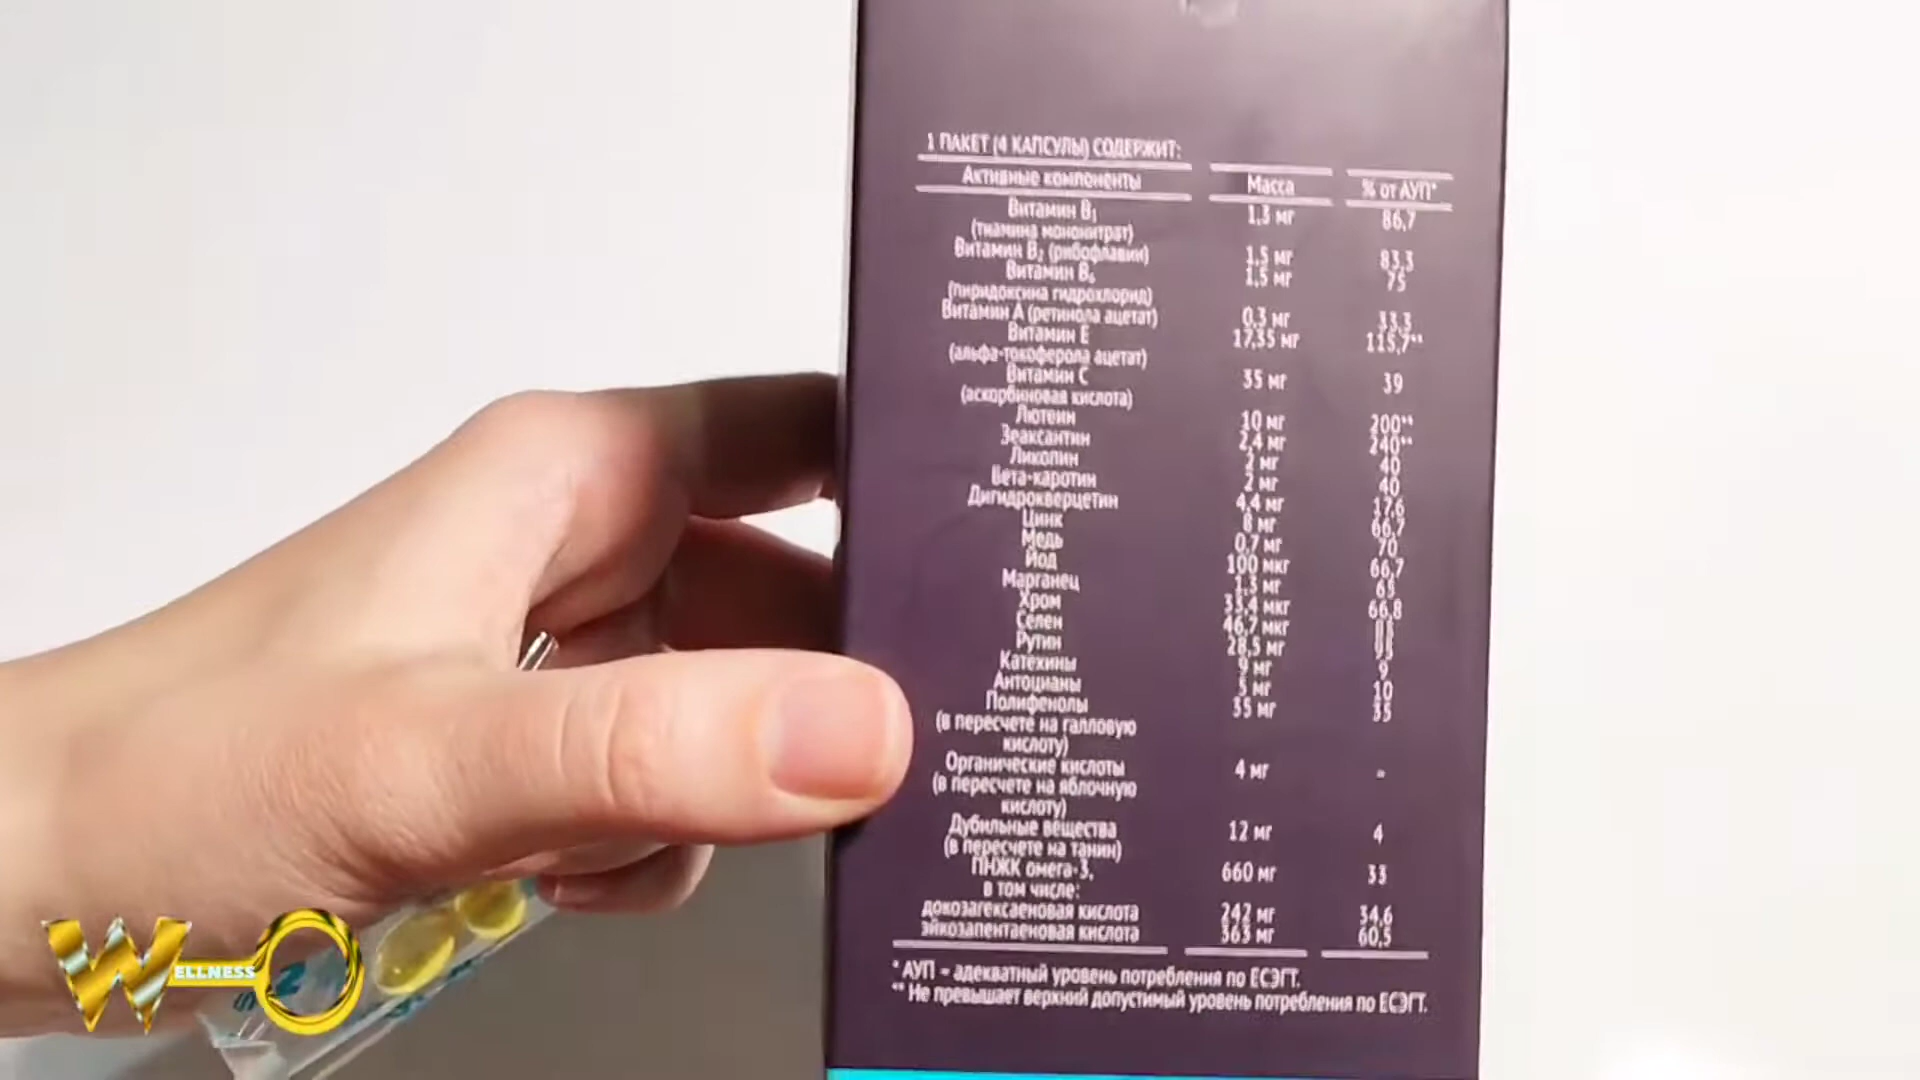 1 ПАКЕТ (4 КАПСУЛЫ) СОДЕРЖИТ:
Активные компоненты Масса % от АУП*
Витамин B₁ 1,3 мг 86,7
(тиамина мононитрат)
Витамин B₂ (рибофлавин) 1,5 мг 83,3
Витамин B₆ 1,5 мг 75
(пиридоксина гидрохлорид)
Витамин А (ретинола ацетат) 0,3 мг 33,3
Витамин Е 17,35 мг 115,7**
(альфа-токоферола ацетат)
Витамин С 35 мг 39
(аскорбиновая кислота)
Лютеин 10 мг 200**
Зеаксантин 2,4 мг 240**
Ликопин 2 мг 40
Бета-каротин 2 мг 40
Дигидрокверцетин 4,4 мг 17,6
Цинк 8 мг 66,7
Медь 0,7 мг 70
Йод 100 мкг 66,7
Марганец 1,3 мг 65
Хром 33,4 мкг 66,8
Селен 46,7 мкг
Рутин 28,5 мг
Катехины 9 мг 9
Антоцианы 5 мг 10
Полифенолы 35 мг 35
(в пересчете на галловую
кислоту)
Органические кислоты 4 мг -
(в пересчете на яблочную
кислоту)
Дубильные вещества 12 мг 4
(в пересчете на танин)
ПНЖК омега-3, 660 мг 33
в том числе:
докозагексаеновая кислота 242 мг 34,6
эйкозапентаеновая кислота 363 мг 60,5
* АУП = адекватный уровень потребления по ЕСЭГТ.
** Не превышает верхний допустимый уровень потребления по ЕСЭГТ.
WELLNESS